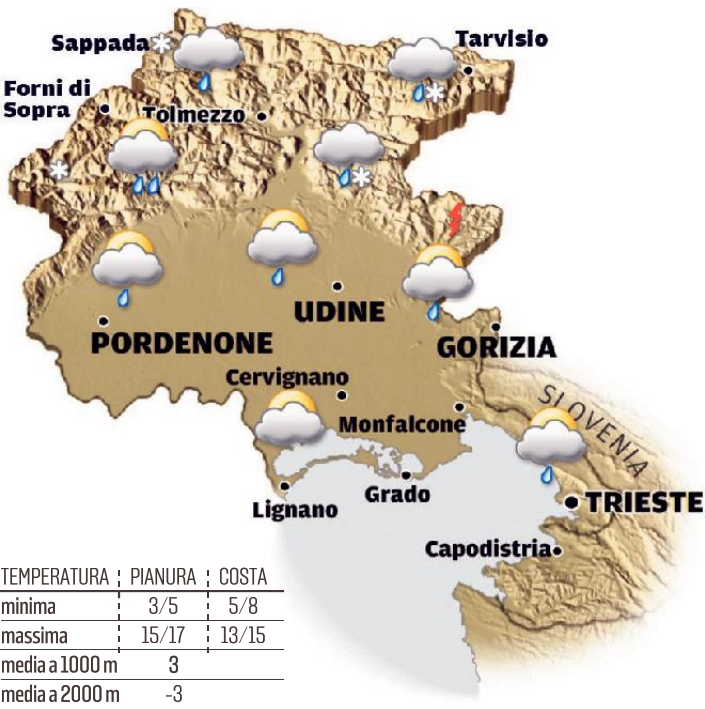 Sappada
Tarvisio
Forni di
Sopra
Tolmezzo
UDINE
PORDENONE
GORIZIA
Cervignano
SLOVENIA
Monfalcone
Grado
Lignano
TRIESTE
Capodistria
TEMPERATURA PIANURA COSTA
minima 3/5 5/8
massima 15/17 13/15
media a 1000 m 3
media a 2000 m -3